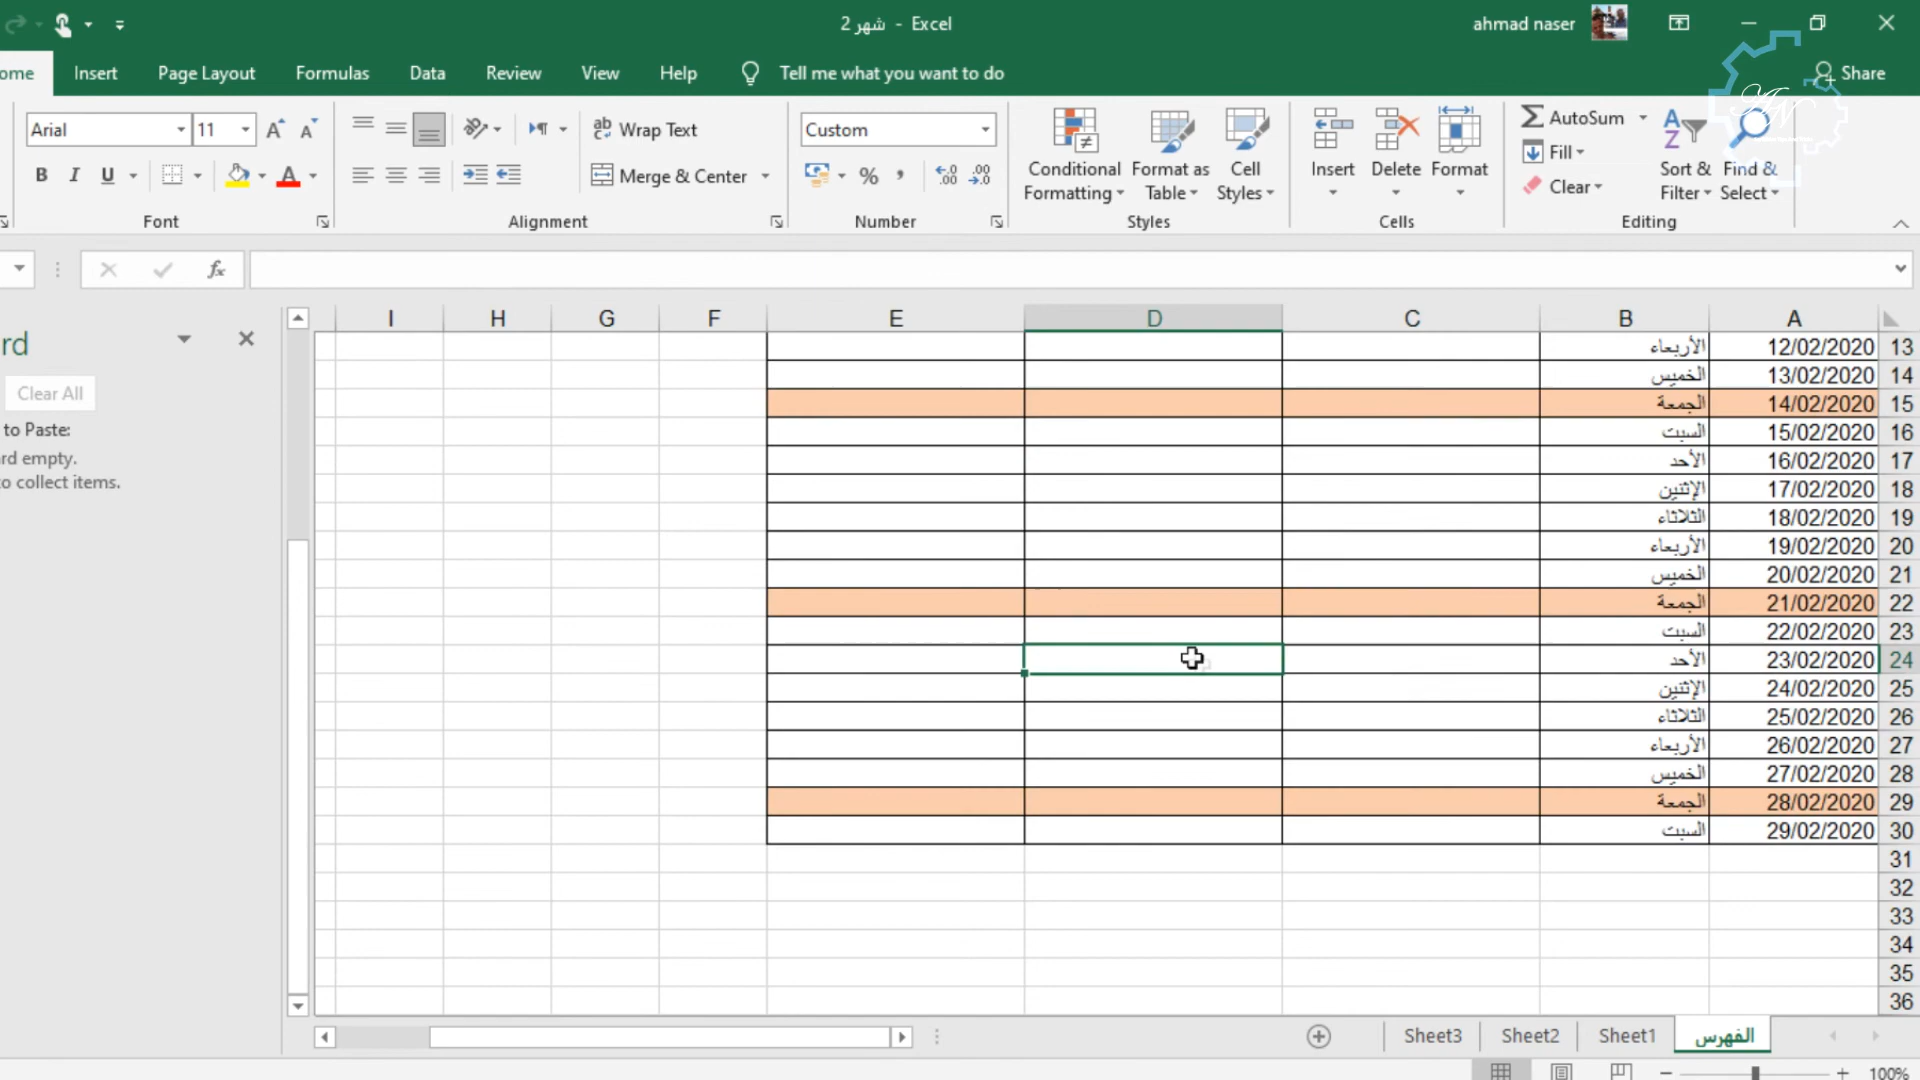 شهر 2 - Excel
ahmad naser
ome Insert Page Layout Formulas Data Review View Help Tell me what you want to do Share
Arial 11 Wrap Text Custom AutoSum
B I U Merge & Center % Fill
Clear
Conditional Formatting Format as Table Cell Styles Insert Delete Format Sort & Filter Find & Select
Font Alignment Number Styles Cells Editing
fx
rd
Clear All
to Paste:
rd empty.
o collect items.
I H G F E D C B A
13 12/02/2020 الأربعاء
14 13/02/2020 الخميس
15 14/02/2020 الجمعة
16 15/02/2020 السبت
17 16/02/2020 الأحد
18 17/02/2020 الإثنين
19 18/02/2020 الثلاثاء
20 19/02/2020 الأربعاء
21 20/02/2020 الخميس
22 21/02/2020 الجمعة
23 22/02/2020 السبت
24 23/02/2020 الأحد
25 24/02/2020 الإثنين
26 25/02/2020 الثلاثاء
27 26/02/2020 الأربعاء
28 27/02/2020 الخميس
29 28/02/2020 الجمعة
30 29/02/2020 السبت
31
32
33
34
35
36
Sheet3 Sheet2 Sheet1 الفهرس
100%